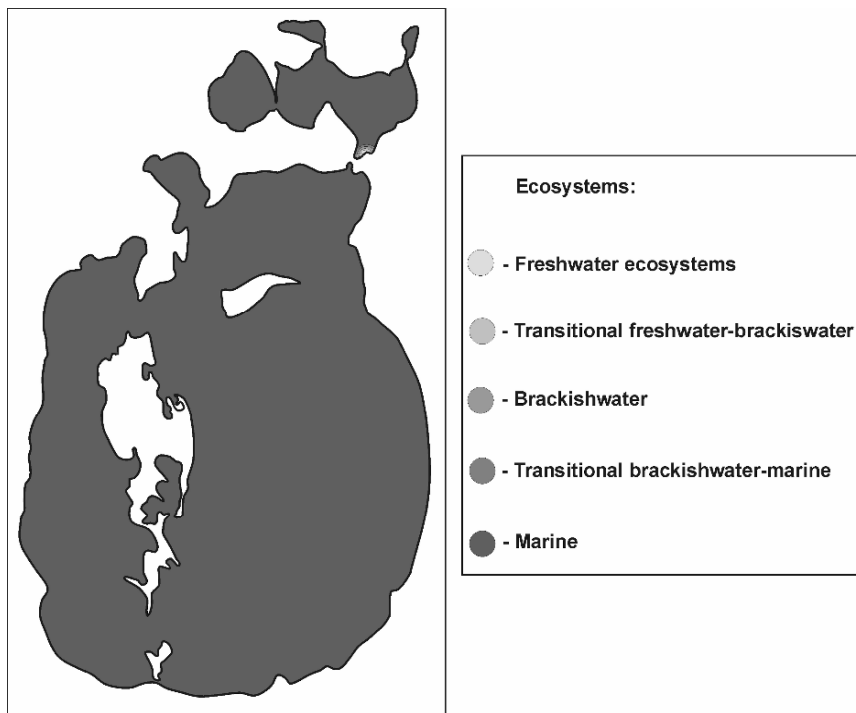 Ecosystems:
- Freshwater ecosystems
- Transitional freshwater-brackiswater
- Brackishwater
- Transitional brackishwater-marine
- Marine